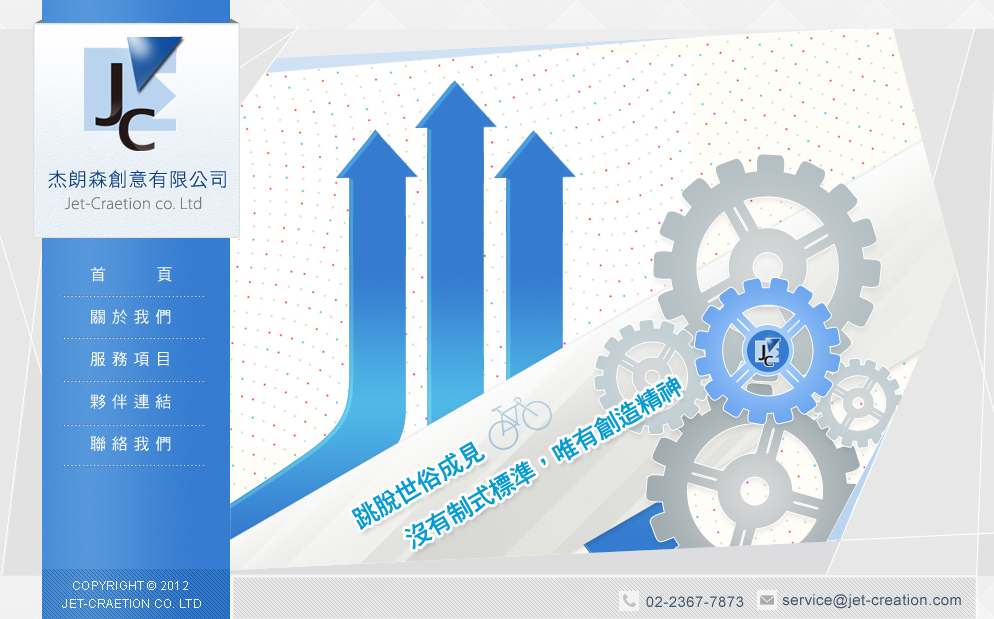 JC
杰朗森創意有限公司
Jet-Craetion co. Ltd
首 頁
關於我們
服務項目
夥伴連結
聯絡我們
跳脫世俗成見
沒有制式標準，唯有創造精神
JC
COPYRIGHT © 2012
JET-CRAETION CO. LTD
02-2367-7873 service@jet-creation.com